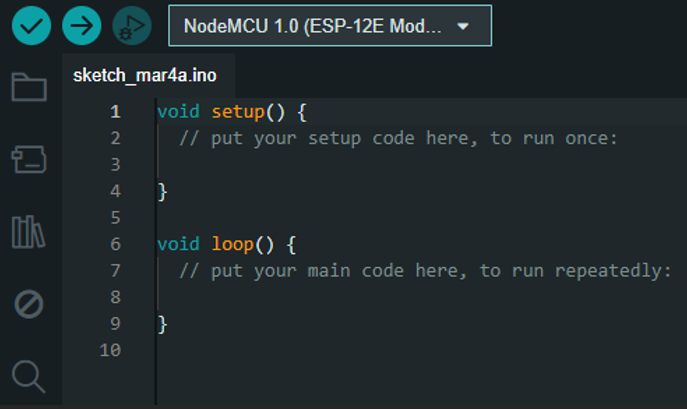 NodeMCU 1.0 (ESP-12E Mod...
sketch_mar4a.ino
1 void setup() {
2 // put your setup code here, to run once:
3
4 }
5
6 void loop() {
7 // put your main code here, to run repeatedly:
8
9 }
10